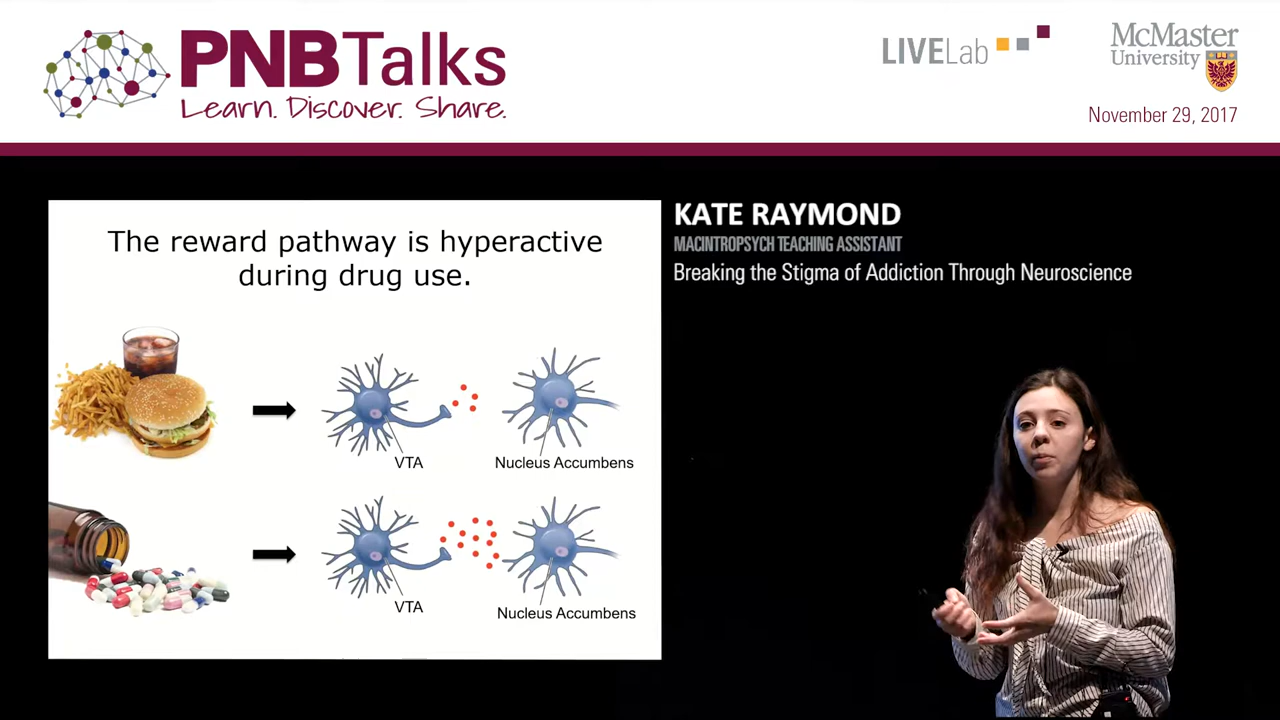 PNBTalks
Learn. Discover. Share.
LIVELab
McMaster
University
November 29, 2017
The reward pathway is hyperactive
during drug use.
VTA
Nucleus Accumbens
VTA
Nucleus Accumbens
KATE RAYMOND
MACINTROPSYCH TEACHING ASSISTANT
Breaking the Stigma of Addiction Through Neuroscience